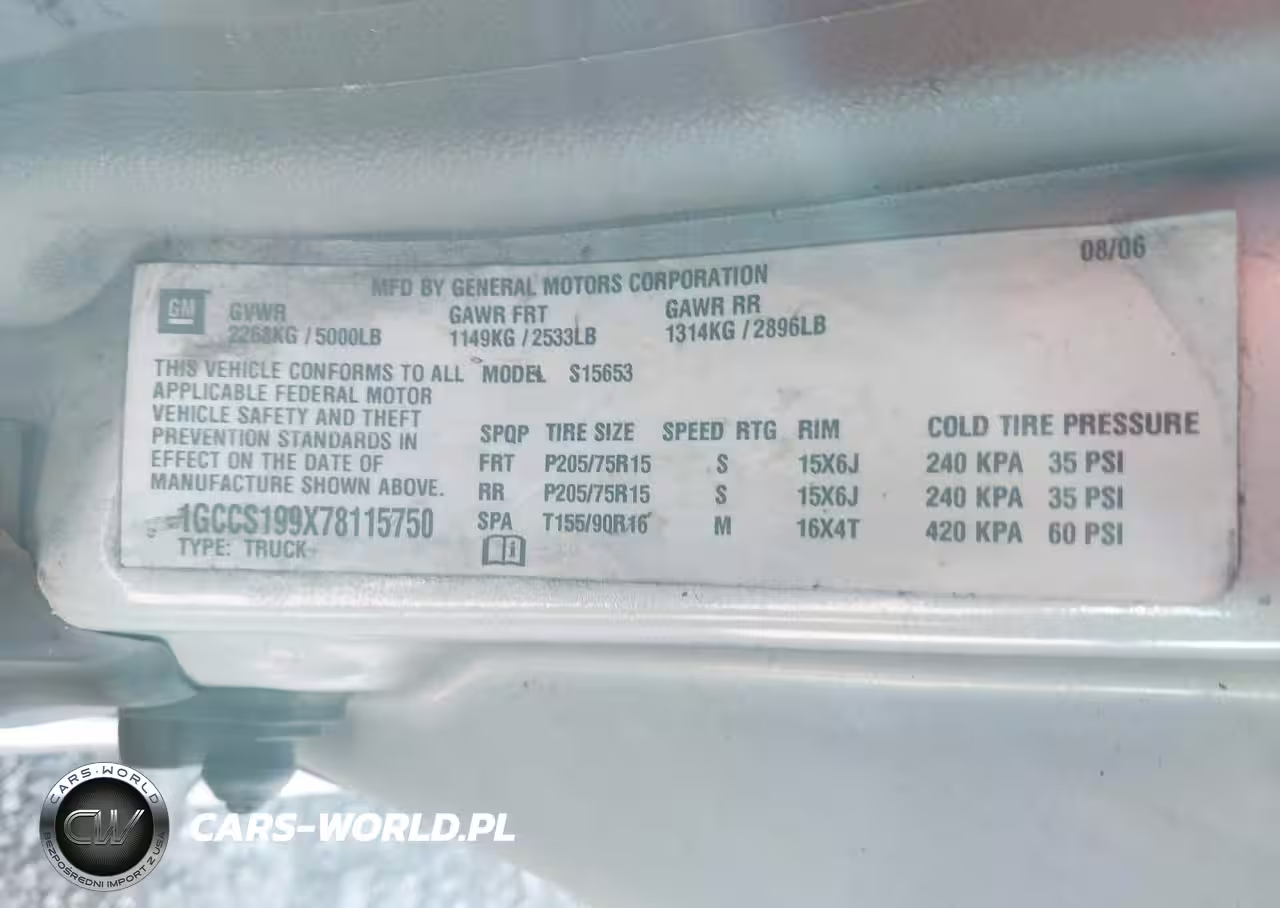 08/06
MFD BY GENERAL MOTORS CORPORATION
GM
GVWR GAWR FRT GAWR RR
2268KG / 5000LB 1149KG / 2533LB 1314KG / 2896LB
THIS VEHICLE CONFORMS TO ALL MODEL S15653
APPLICABLE FEDERAL MOTOR
VEHICLE SAFETY AND THEFT
PREVENTION STANDARDS IN
EFFECT ON THE DATE OF
MANUFACTURE SHOWN ABOVE.
1GCCS199X78115750
TYPE: TRUCK
SPQP TIRE SIZE SPEED RTG RIM COLD TIRE PRESSURE
FRT P205/75R15 S 15X6J 240 KPA 35 PSI
RR P205/75R15 S 15X6J 240 KPA 35 PSI
SPA T155/90R16 M 16X4T 420 KPA 60 PSI
i
CARS-WORLD
CW
BEZPOŚREDNI IMPORT Z USA
CARS-WORLD.PL